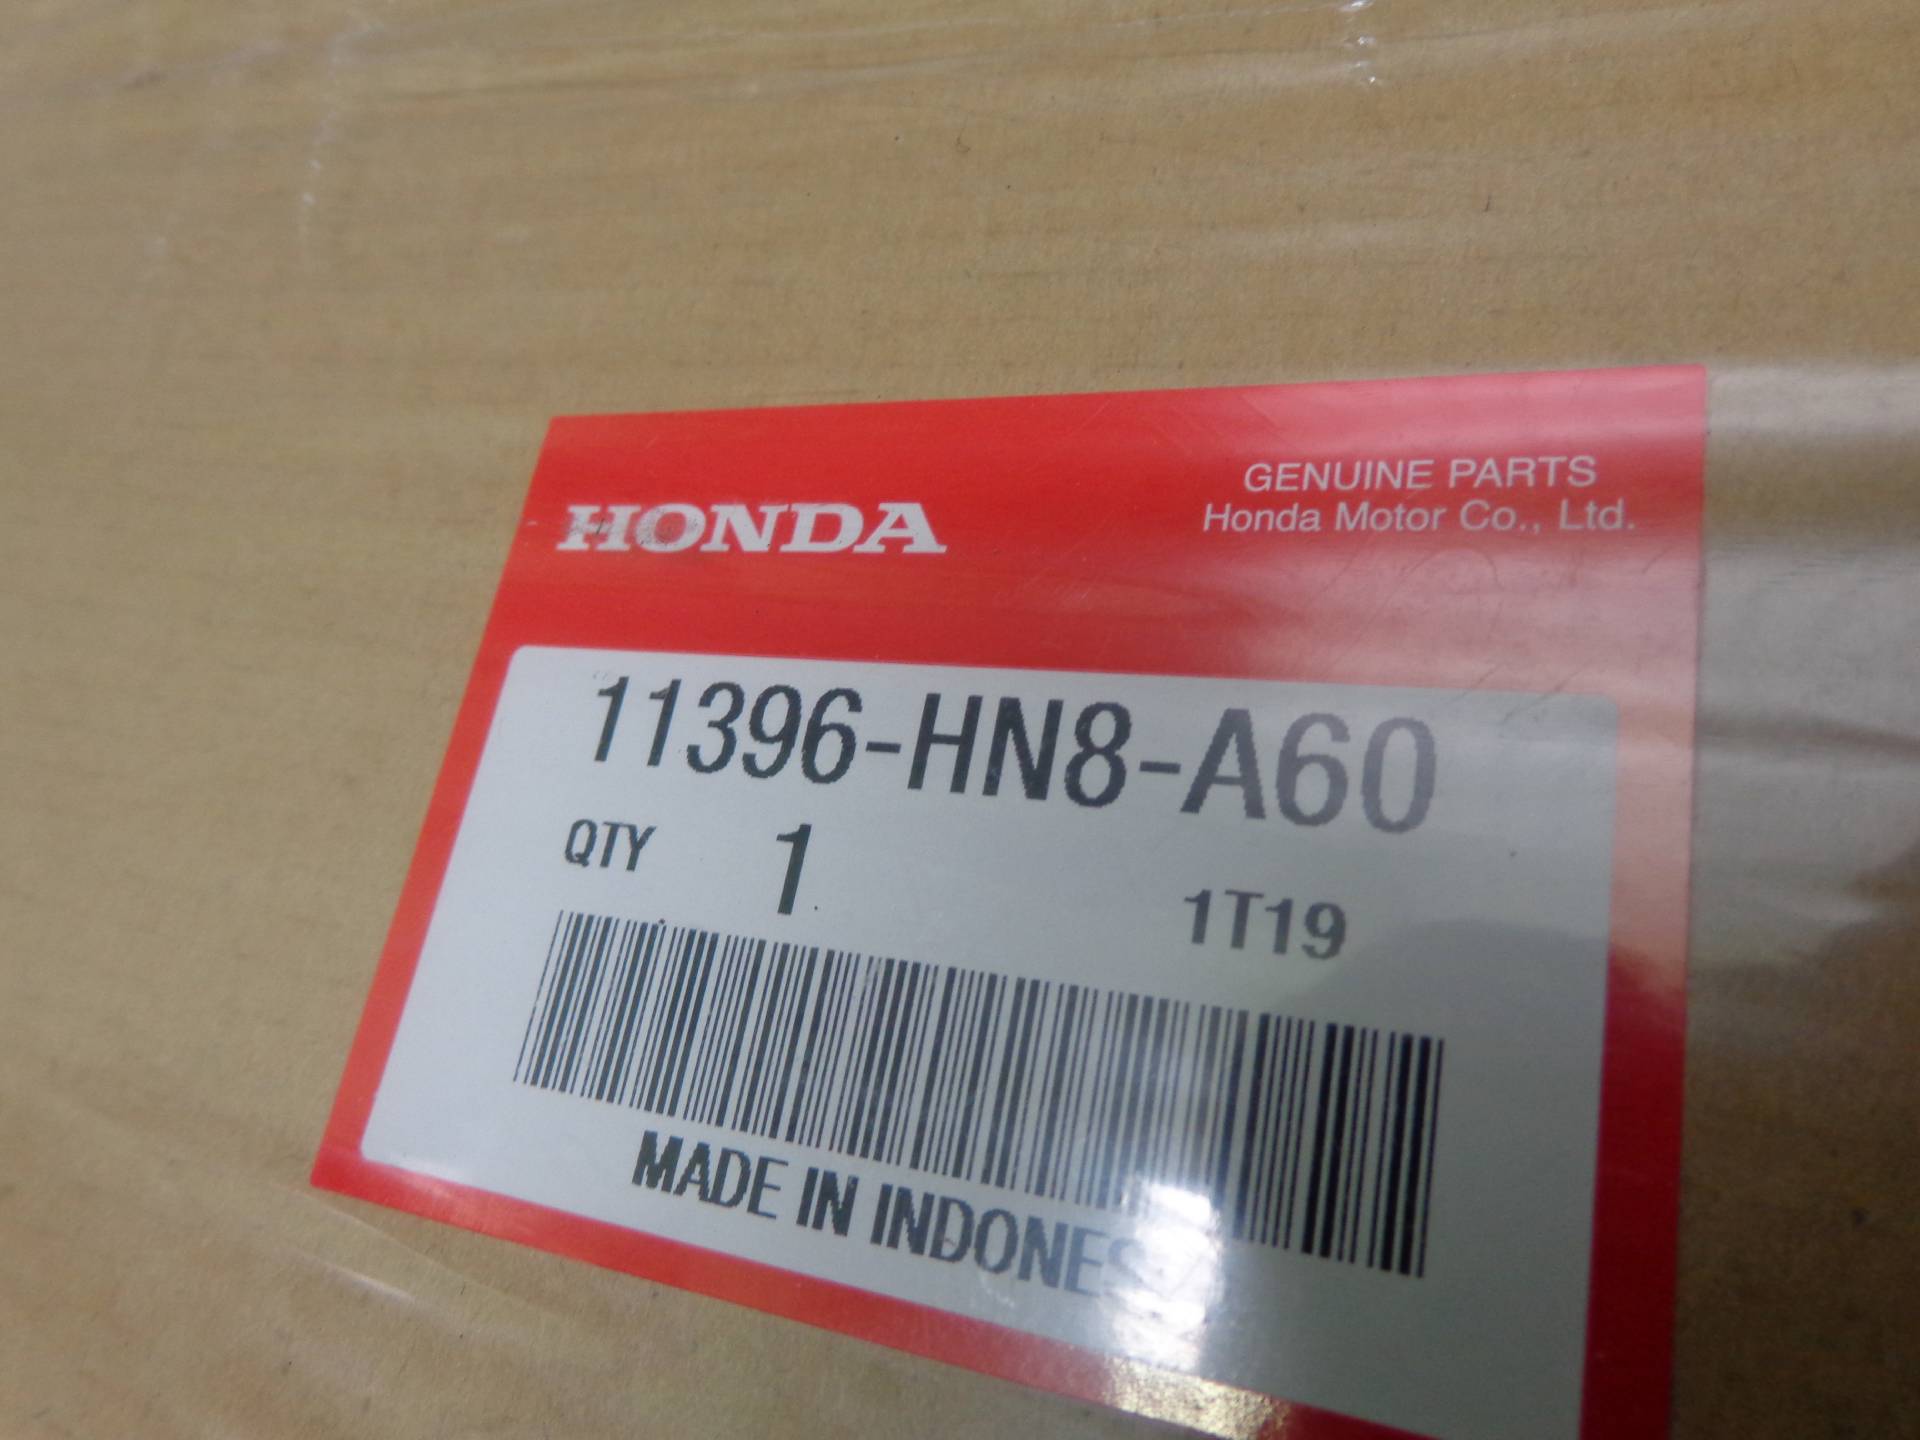 HONDA
GENUINE PARTS
Honda Motor Co., Ltd.
11396-HN8-A60
QTY 1
1T19
MADE IN